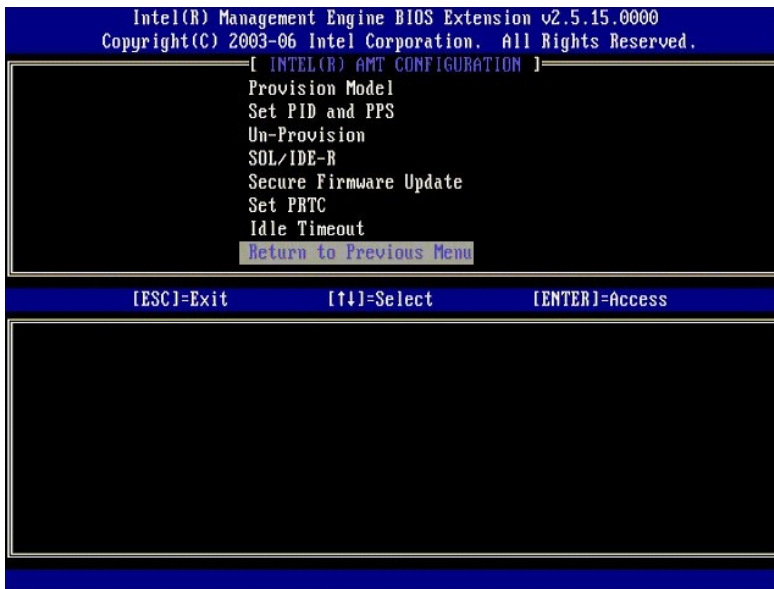 Intel(R) Management Engine BIOS Extension v2.5.15.0000
Copyright(C) 2003-06 Intel Corporation. All Rights Reserved.
[ INTEL(R) AMT CONFIGURATION ]
Provision Model
Set PID and PPS
Un-Provision
SOL/IDE-R
Secure Firmware Update
Set PRTC
Idle Timeout
Return to Previous Menu
[ESC]=Exit [↑↓]=Select [ENTER]=Access